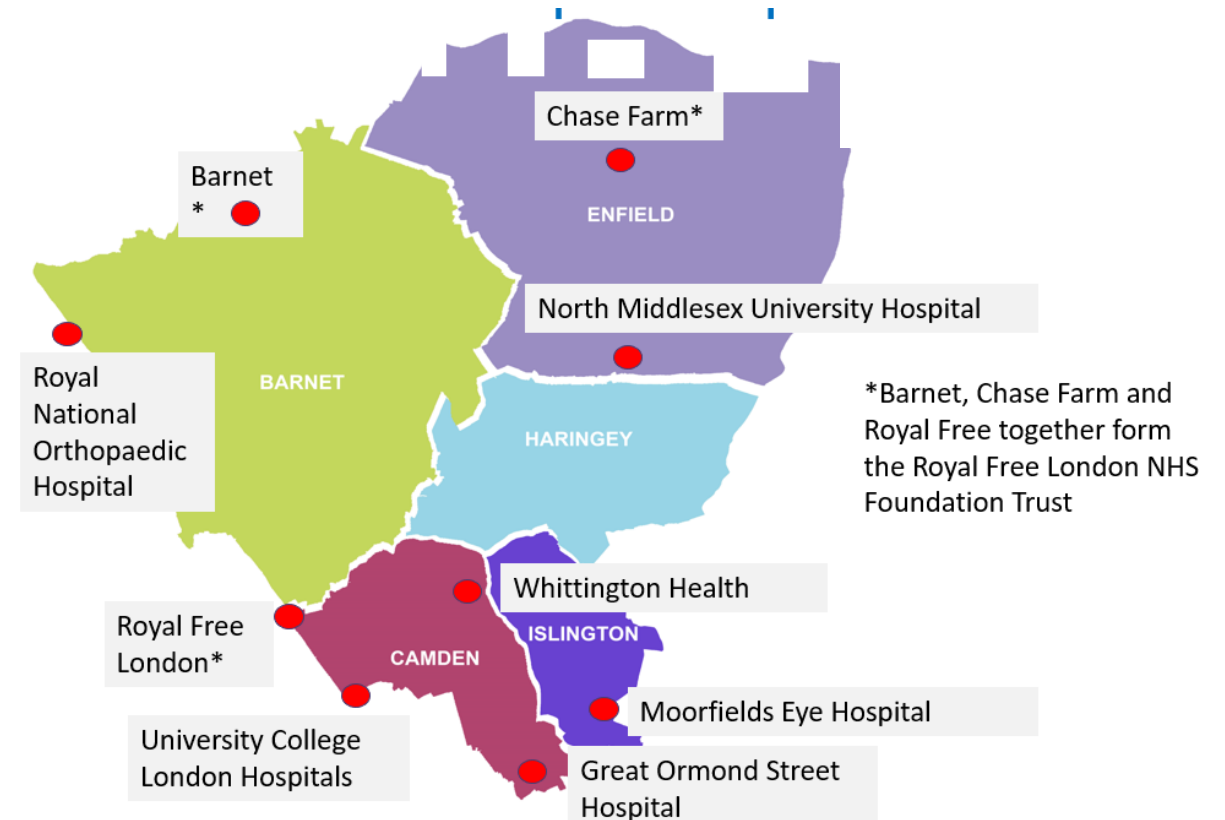 Chase Farm*
Barnet
*
ENFIELD
North Middlesex University Hospital
Royal
National
Orthopaedic
Hospital
BARNET
*Barnet, Chase Farm and
Royal Free together form
the Royal Free London NHS
Foundation Trust
HARINGEY
Whittington Health
Royal Free
London*
ISLINGTON
CAMDEN
Moorfields Eye Hospital
University College
London Hospitals
Great Ormond Street
Hospital